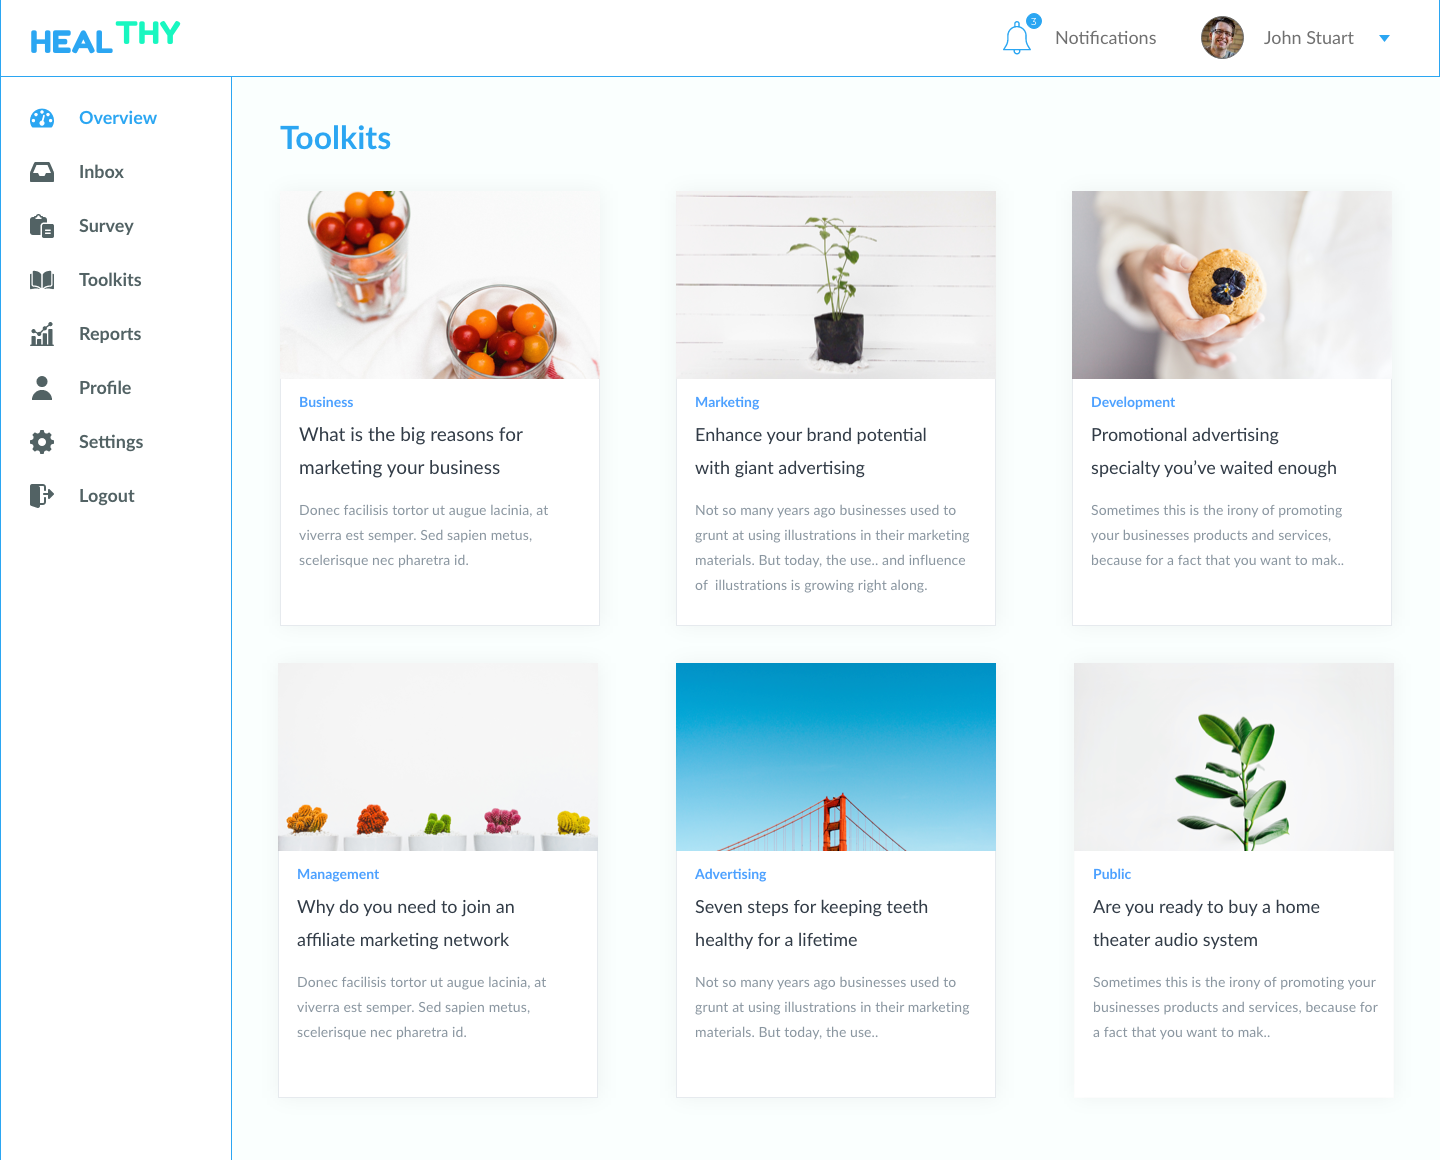 HEALTHY
3
Notifications
John Stuart
Overview
Inbox
Survey
Toolkits
Reports
Profile
Settings
Logout
Toolkits
Business
What is the big reasons for
marketing your business
Donec facilisis tortor ut augue lacinia, at
viverra est semper. Sed sapien metus,
scelerisque nec pharetra id.
Marketing
Enhance your brand potential
with giant advertising
Not so many years ago businesses used to
grunt at using illustrations in their marketing
materials. But today, the use.. and influence
of  illustrations is growing right along.
Development
Promotional advertising
specialty you’ve waited enough
Sometimes this is the irony of promoting
your businesses products and services,
because for a fact that you want to mak..
Management
Why do you need to join an
affiliate marketing network
Donec facilisis tortor ut augue lacinia, at
viverra est semper. Sed sapien metus,
scelerisque nec pharetra id.
Advertising
Seven steps for keeping teeth
healthy for a lifetime
Not so many years ago businesses used to
grunt at using illustrations in their marketing
materials. But today, the use..
Public
Are you ready to buy a home
theater audio system
Sometimes this is the irony of promoting your
businesses products and services, because for
a fact that you want to mak..